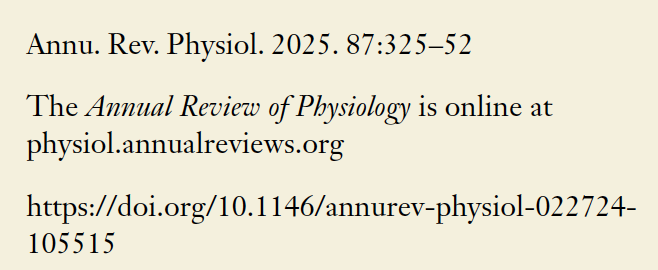 Annu. Rev. Physiol. 2025. 87:325–52
The Annual Review of Physiology is online at
physiol.annualreviews.org
https://doi.org/10.1146/annurev-physiol-022724-
105515